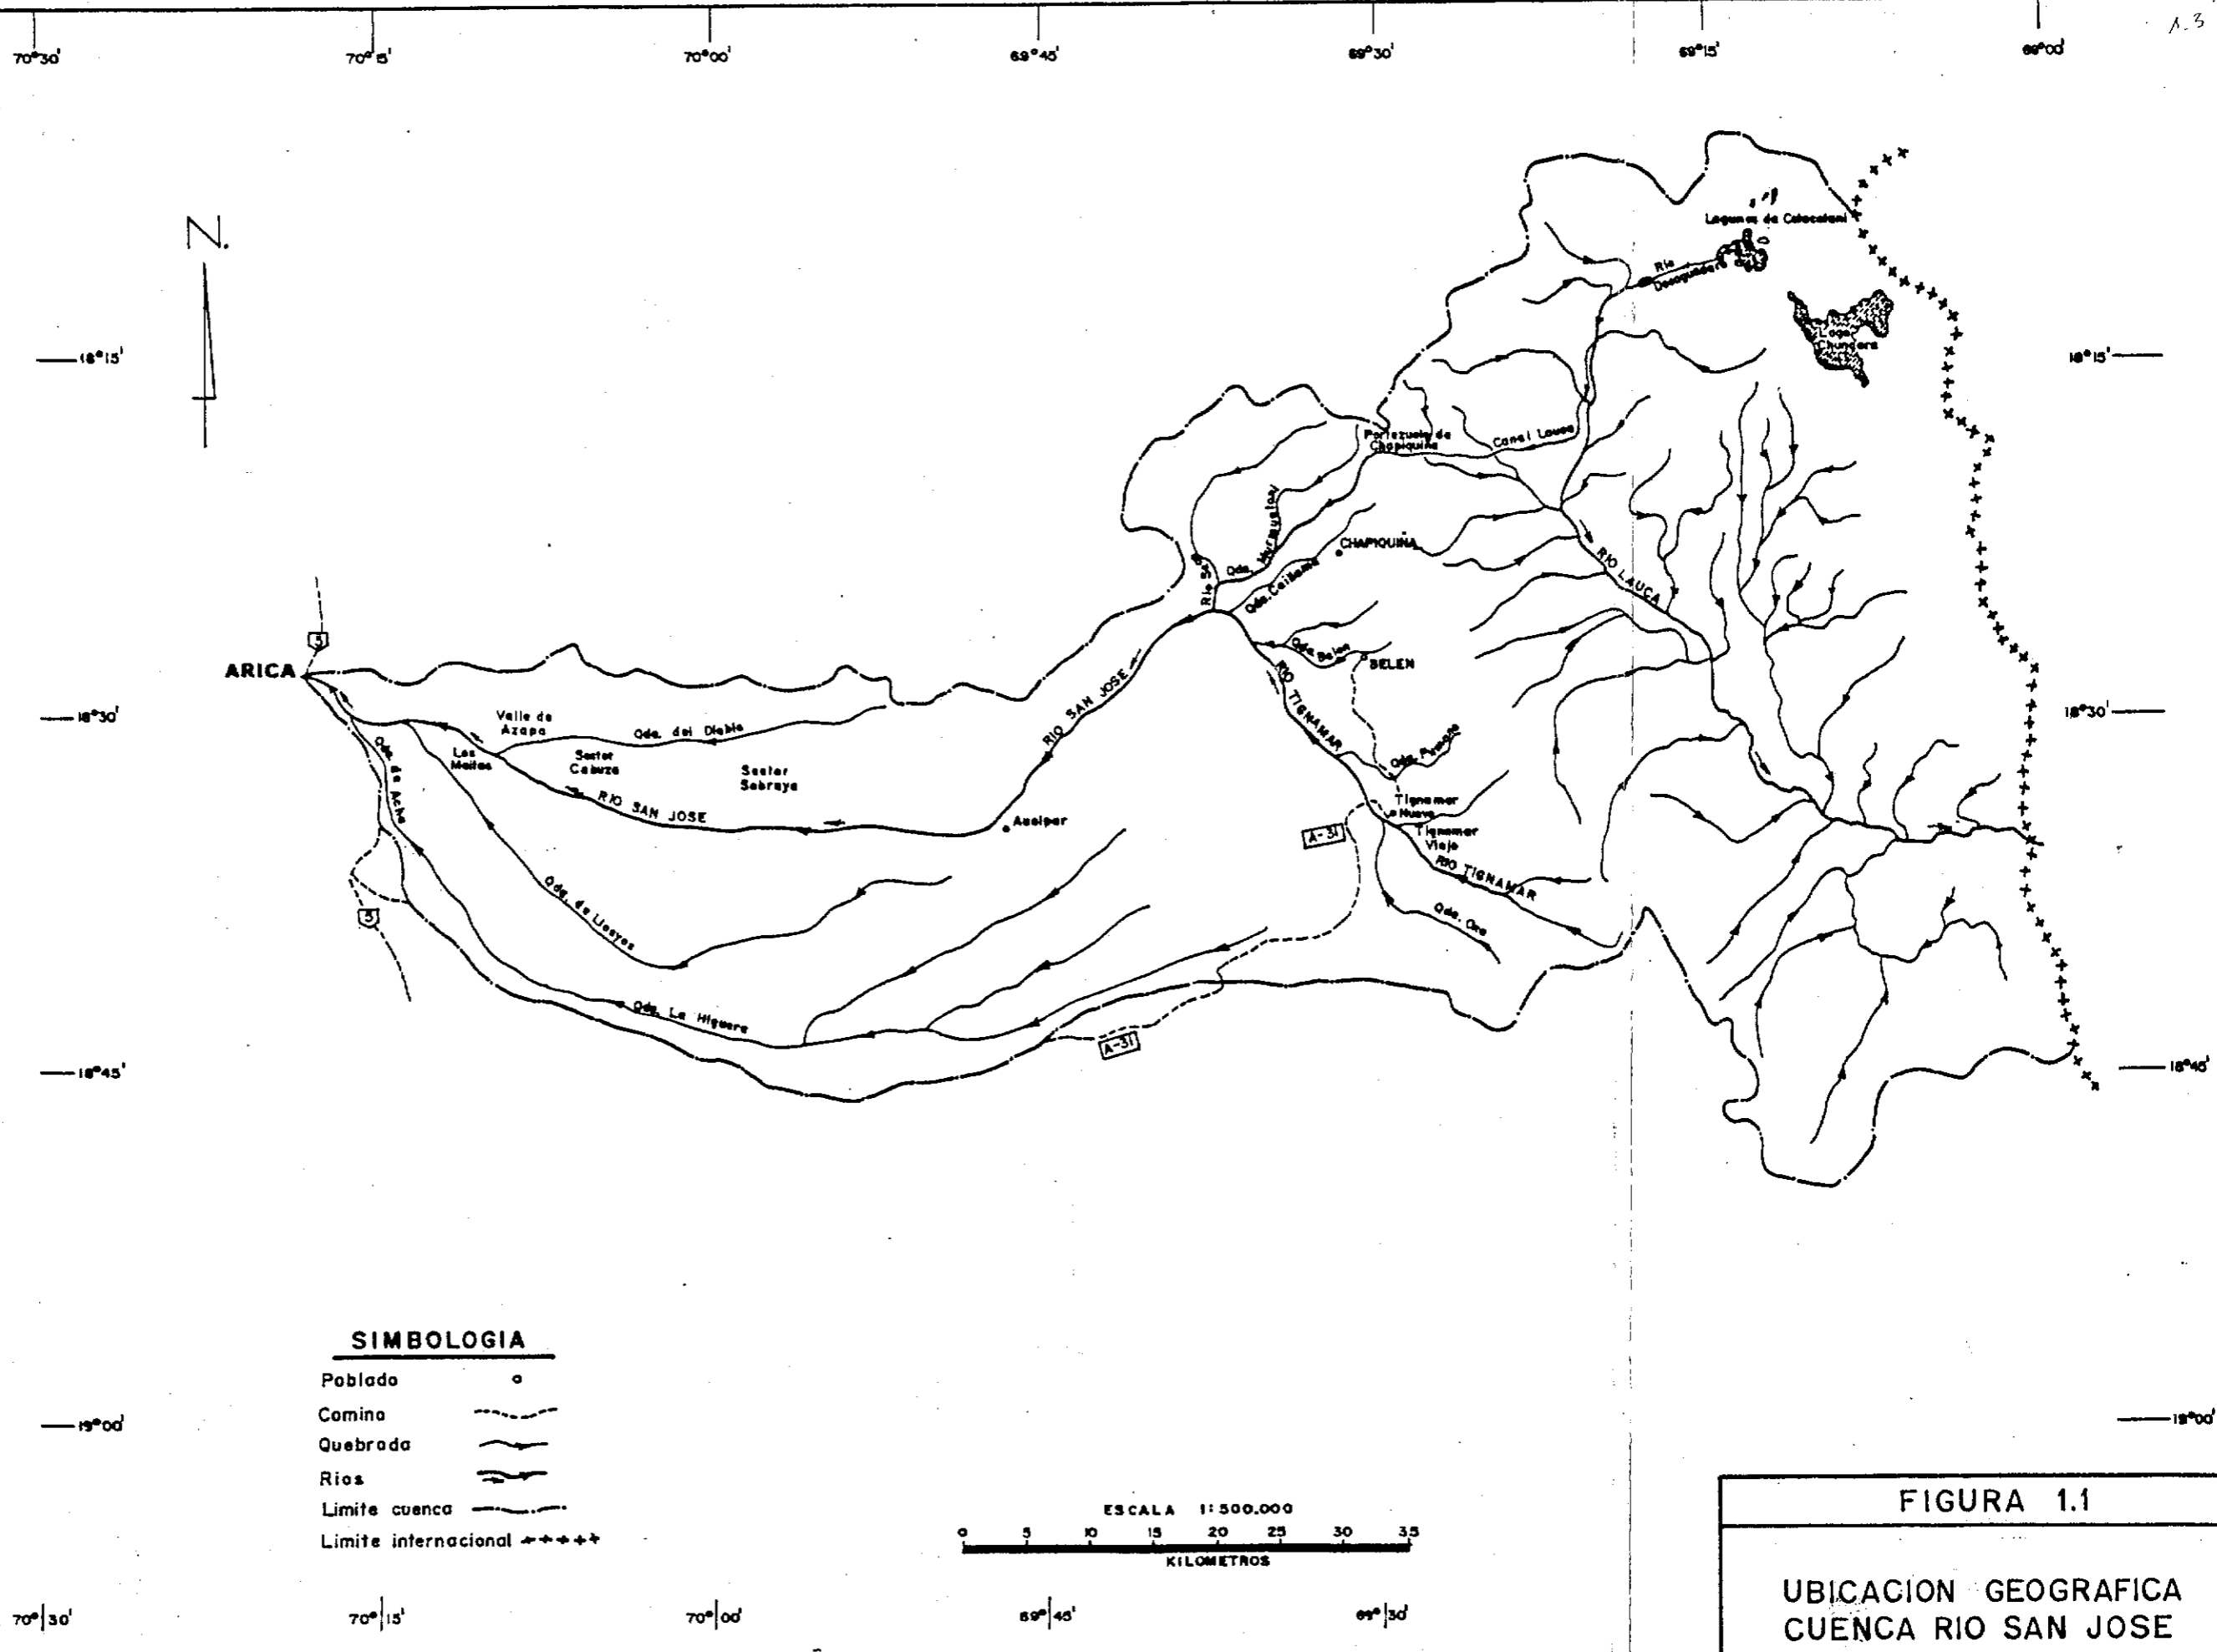 1.3
70°30'
70°15'
70°00'
69°45'
69°30'
69°15'
69°00'
N.
Lagunas de Cotacotani
Rio
Desaguadero
Lago
Chungara
18°15'
18°15'
Portezuelo de
Chapiquiña
Canal Lauca
Qda. Murmuntani
CHAPIQUIÑA
Rio
Qda. Ceilloma
RIO LAUCA
5
ARICA
Qda. Belen
BELEN
RIO TIGNAMAR
RIO SAN JOSE
18°30'
18°30'
Valle de
Azapa
Qda. del Diablo
Las
Maitas
Sector
Cabuza
Sector
Sobraya
Qda. de Acha
RIO SAN JOSE
Ausipar
Tignamar
Nuevo
A-31
Tignamar
Viejo
RIO TIGNAMAR
Qda. de Llosyas
5
Qda. Oxa
Qda. La Higuera
A-31
18°45'
18°45'
SIMBOLOGIA
Poblado
Camino
Quebrada
Rios
Limite cuenca
Limite internacional
19°00'
19°00'
ESCALA 1:500.000
0 5 10 15 20 25 30 35
KILOMETROS
FIGURA 1.1
UBICACION GEOGRAFICA
CUENCA RIO SAN JOSE
70°30'
70°15'
70°00'
69°45'
69°30'